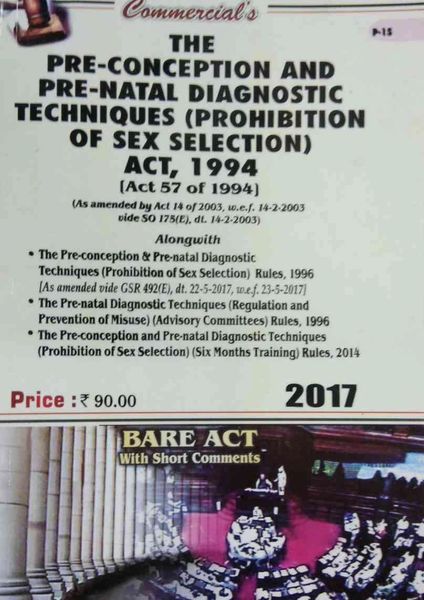 Commercial's
P-15
THE
PRE-CONCEPTION AND
PRE-NATAL DIAGNOSTIC
TECHNIQUES (PROHIBITION
OF SEX SELECTION)
ACT, 1994
[Act 57 of 1994]
(As amended by Act 14 of 2003, w.e.f. 14-2-2003
vide SO 175(E), dt. 14-2-2003)
Alongwith
• The Pre-conception & Pre-natal Diagnostic
Techniques (Prohibition of Sex Selection) Rules, 1996
[As amended vide GSR 492(E), dt. 22-5-2017, w.e.f. 23-5-2017]
• The Pre-natal Diagnostic Techniques (Regulation and
Prevention of Misuse) (Advisory Committees) Rules, 1996
• The Pre-conception and Pre-natal Diagnostic Techniques
(Prohibition of Sex Selection) (Six Months Training) Rules, 2014
Price : ₹ 90.00
2017
BARE ACT
With Short Comments